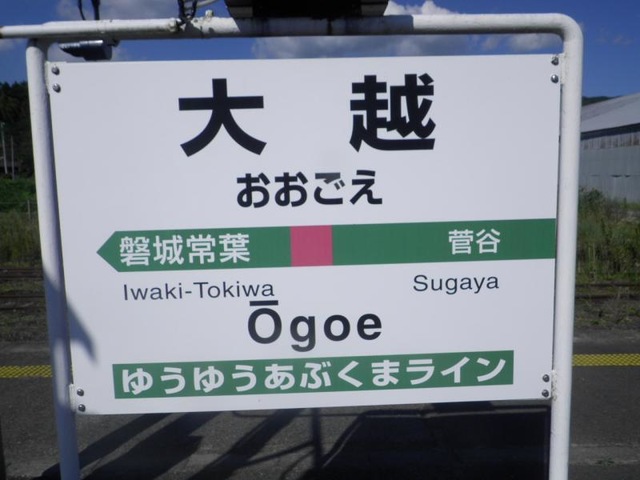 大越
おおごえ
磐城常葉 菅谷
Iwaki-Tokiwa Sugaya
Ōgoe
ゆうゆうあぶくまライン